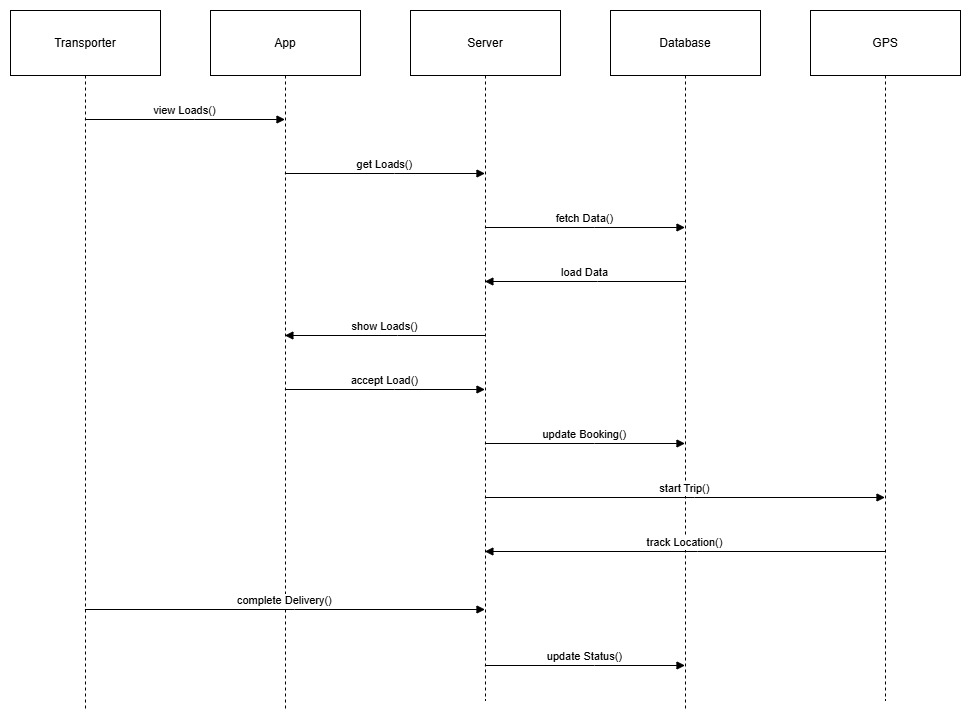 Transporter
App
Server
Database
GPS
view Loads()
get Loads()
fetch Data()
load Data
show Loads()
accept Load()
update Booking()
start Trip()
track Location()
complete Delivery()
update Status()